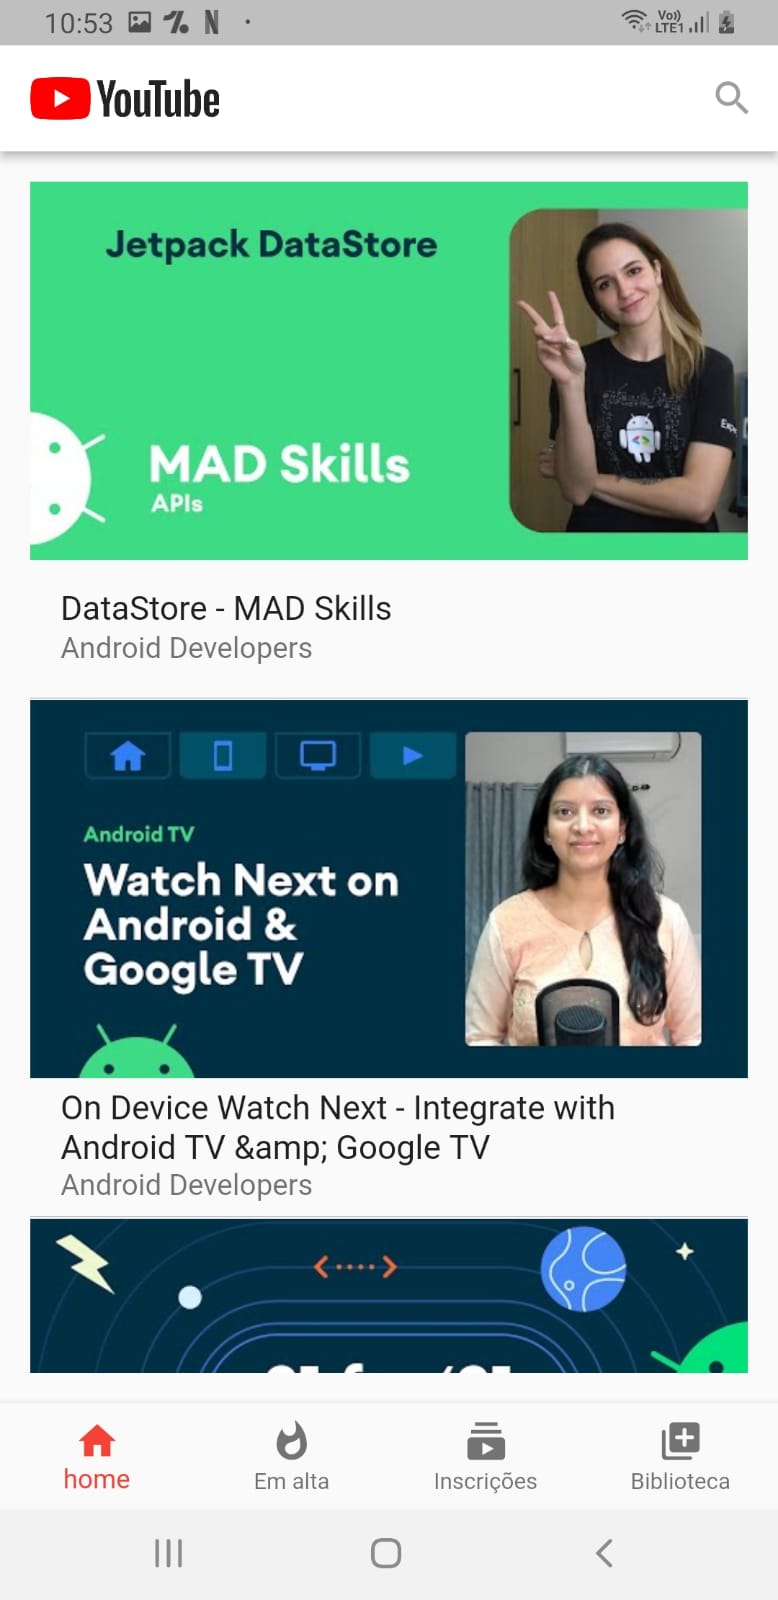 10:53
Vo))
LTE1
YouTube
Jetpack DataStore
MAD Skills
APIs
DataStore - MAD Skills
Android Developers
Android TV
Watch Next on
Android &
Google TV
On Device Watch Next - Integrate with
Android TV &amp; Google TV
Android Developers
home
Em alta
Inscrições
Biblioteca